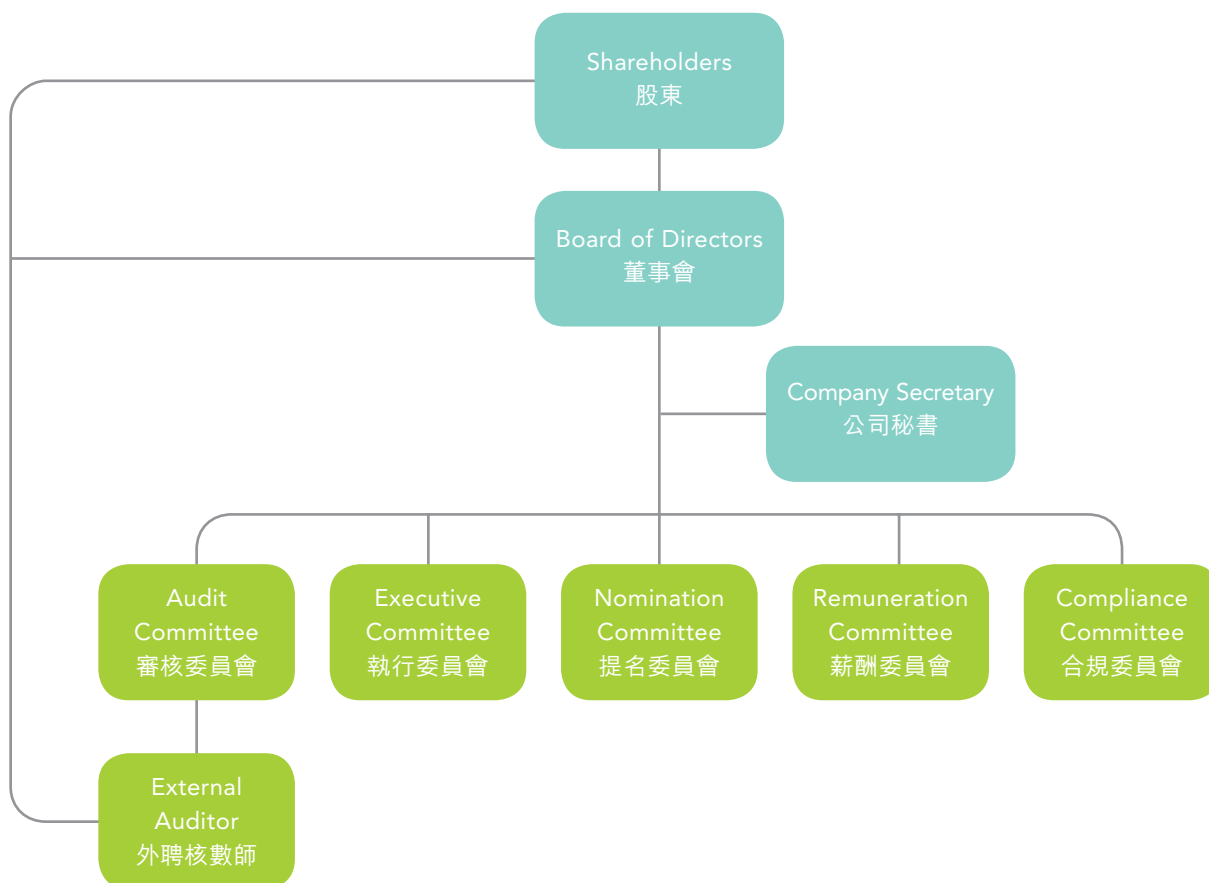 Shareholders
股東
Board of Directors
董事會
Company Secretary
公司秘書
Audit
Committee
審核委員會
Executive
Committee
執行委員會
Nomination
Committee
提名委員會
Remuneration
Committee
薪酬委員會
Compliance
Committee
合規委員會
External
Auditor
外聘核數師